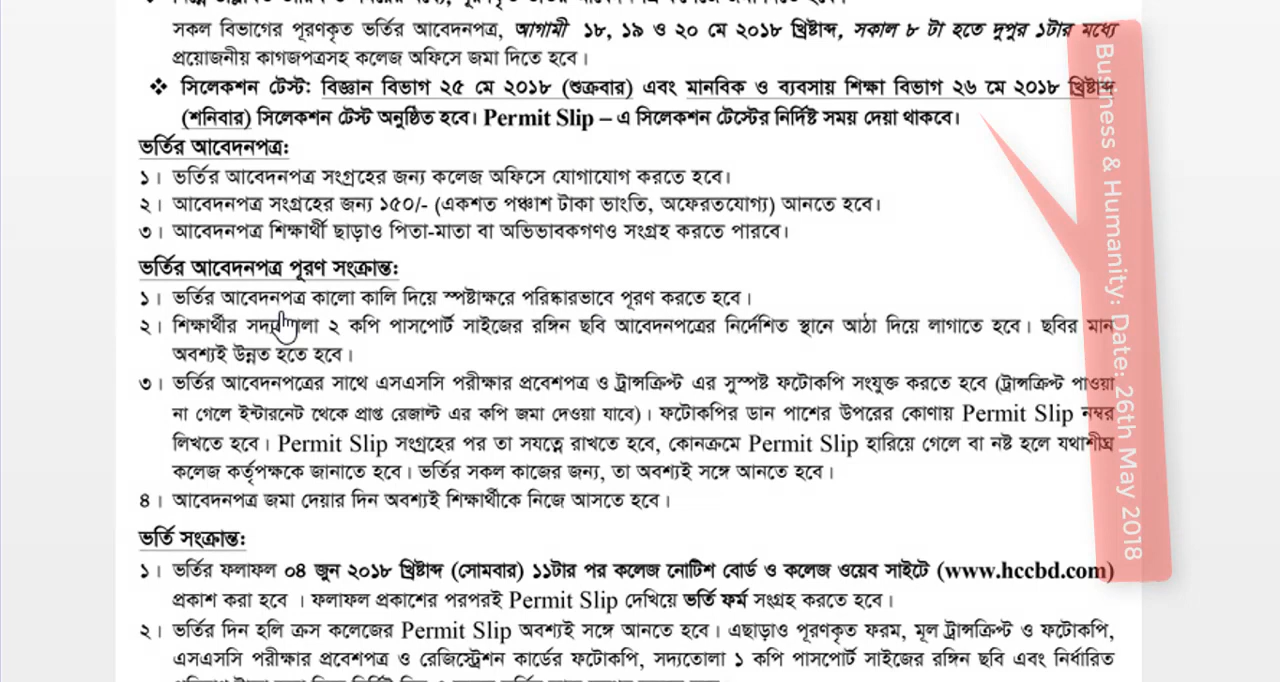 সকল বিভাগের পূরণকৃত ভর্তির আবেদনপত্র, আগামী ১৮, ১৯ ও ২০ মে ২০১৮ খ্রিষ্টাব্দ, সকাল ৮ টা হতে দুপুর ১টার মধ্যে
প্রয়োজনীয় কাগজপত্রসহ কলেজ অফিসে জমা দিতে হবে।
❖ সিলেকশন টেস্ট: বিজ্ঞান বিভাগ ২৫ মে ২০১৮ (শুক্রবার) এবং মানবিক ও ব্যবসায় শিক্ষা বিভাগ ২৬ মে ২০১৮ খ্রিষ্টাব্দ
(শনিবার) সিলেকশন টেস্ট অনুষ্ঠিত হবে। Permit Slip – এ সিলেকশন টেস্টের নির্দিষ্ট সময় দেয়া থাকবে।
ভর্তির আবেদনপত্র:
১। ভর্তির আবেদনপত্র সংগ্রহের জন্য কলেজ অফিসে যোগাযোগ করতে হবে।
২। আবেদনপত্র সংগ্রহের জন্য ১৫০/- (একশত পঞ্চাশ টাকা ভাংতি, অফেরতযোগ্য) আনতে হবে।
৩। আবেদনপত্র শিক্ষার্থী ছাড়াও পিতা-মাতা বা অভিভাবকগণও সংগ্রহ করতে পারবে।
ভর্তির আবেদনপত্র পূরণ সংক্রান্ত:
১। ভর্তির আবেদনপত্র কালো কালি দিয়ে স্পষ্টাক্ষরে পরিষ্কারভাবে পূরণ করতে হবে।
২। শিক্ষার্থীর ২ কপি পাসপোর্ট সাইজের রঙ্গিন ছবি আবেদনপত্রের নির্দেশিত স্থানে আঠা দিয়ে লাগাতে হবে। ছবির মান
অবশ্যই উন্নত হতে হবে।
৩। ভর্তির আবেদনপত্রের সাথে এসএসসি পরীক্ষার প্রবেশপত্র ও ট্রান্সক্রিপ্ট এর সুস্পষ্ট ফটোকপি সংযুক্ত করতে হবে (ট্রান্সক্রিপ্ট পাওয়া
না গেলে ইন্টারনেট থেকে প্রাপ্ত রেজাল্ট এর কপি জমা দেওয়া যাবে)। ফটোকপির ডান পাশের উপরের কোণায় Permit Slip নম্বর
লিখতে হবে। Permit Slip সংগ্রহের পর তা সযত্নে রাখতে হবে, কোনক্রমে Permit Slip হারিয়ে গেলে বা নষ্ট হলে যথাশীঘ্র
কলেজ কর্তৃপক্ষকে জানাতে হবে। ভর্তির সকল কাজের জন্য, তা অবশ্যই সঙ্গে আনতে হবে।
৪। আবেদনপত্র জমা দেয়ার দিন অবশ্যই শিক্ষার্থীকে নিজে আসতে হবে।
ভর্তি সংক্রান্ত:
১। ভর্তির ফলাফল ০৪ জুন ২০১৮ খ্রিষ্টাব্দ (সোমবার) ১১টার পর কলেজ নোটিশ বোর্ড ও কলেজ ওয়েব সাইটে (www.hccbd.com)
প্রকাশ করা হবে । ফলাফল প্রকাশের পরপরই Permit Slip দেখিয়ে ভর্তি ফর্ম সংগ্রহ করতে হবে।
২। ভর্তির দিন হলি ক্রস কলেজের Permit Slip অবশ্যই সঙ্গে আনতে হবে। এছাড়াও পূরণকৃত ফরম, মূল ট্রান্সক্রিপ্ট ও ফটোকপি,
এসএসসি পরীক্ষার প্রবেশপত্র ও রেজিস্ট্রেশন কার্ডের ফটোকপি, সদ্যতোলা ১ কপি পাসপোর্ট সাইজের রঙ্গিন ছবি এবং নির্ধারিত
Business & Humanity: Date: 26th May 2018